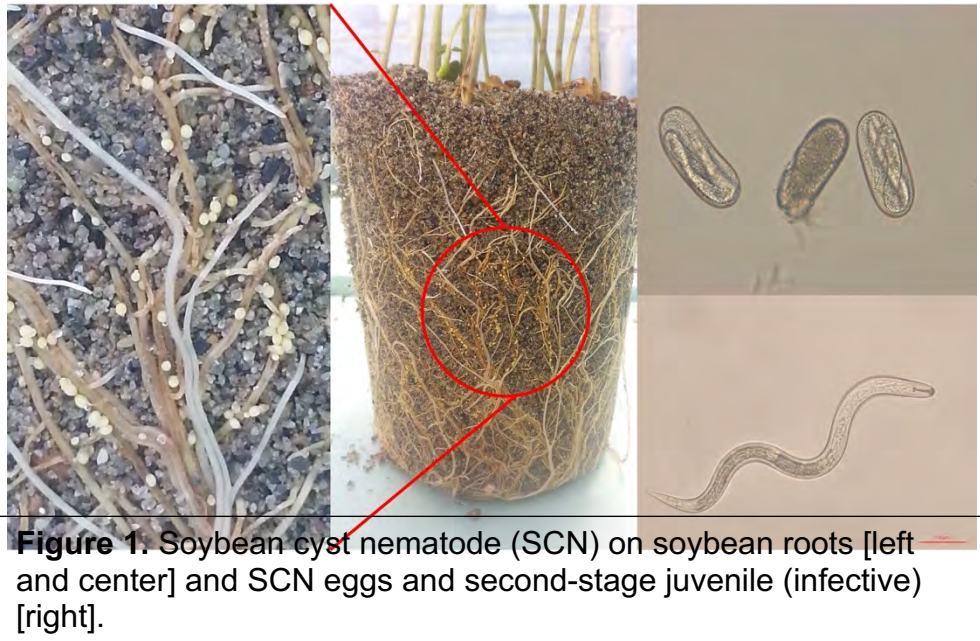 Figure 1. Soybean cyst nematode (SCN) on soybean roots [left
and center] and SCN eggs and second-stage juvenile (infective)
[right].